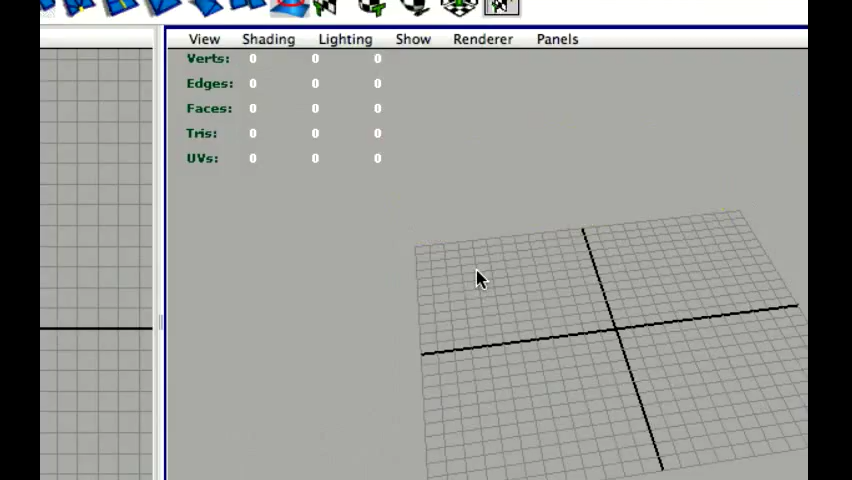 View Shading Lighting Show Renderer Panels
Verts: 0 0 0
Edges: 0 0 0
Faces: 0 0 0
Tris: 0 0 0
UVs: 0 0 0